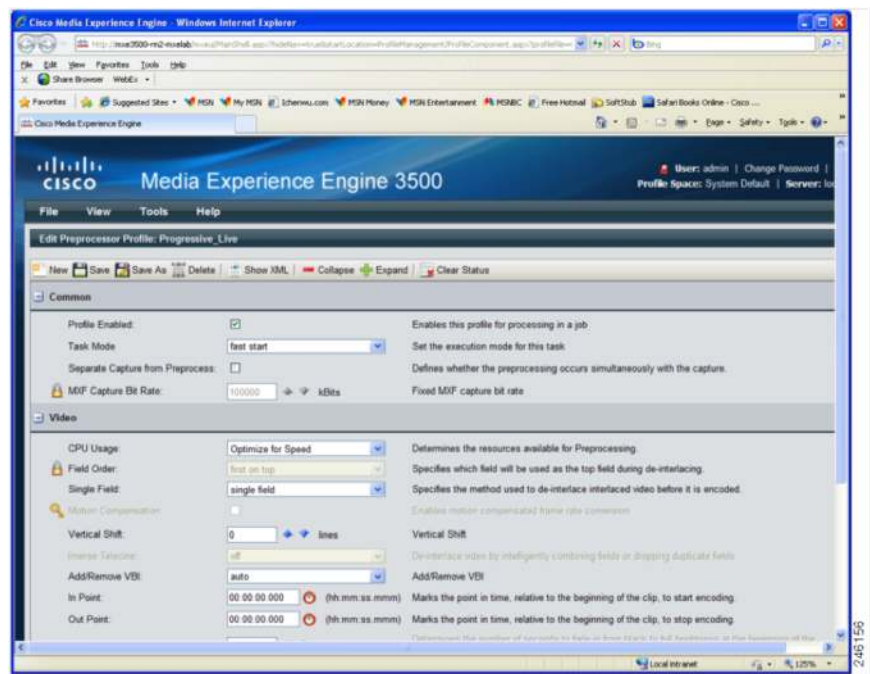 Cisco Media Experience Engine - Windows Internet Explorer
bing
File Edit View Favorites Tools Help
x Share Browser WebEx
Favorites Suggested Sites MSN My MSN MSN Money MSN Entertainment MSNBC Free Hotmail SoftStub Safari Books Online - Cisco ...
Cisco Media Experience Engine
Page Safety Tools
CISCO Media Experience Engine 3500
User: admin | Change Password |
Profile Space: System Default | Server: loc
File View Tools Help
Edit Preprocessor Profile: Progressive_Live
New Save Save As Delete Show XML Collapse Expand Clear Status
Common
Profile Enabled: Enables this profile for processing in a job
Task Mode fast start Set the execution mode for this task
Separate Capture from Preprocess: Defines whether the preprocessing occurs simultaneously with the capture.
MXF Capture Bit Rate: 100000 kBits Fixed MXF capture bit rate
Video
CPU Usage: Optimize for Speed Determines the resources available for Preprocessing.
Field Order: first on top Specifies which field will be used as the top field during de-interlacing.
Single Field: single field Specifies the method used to de-interlace interlaced video before it is encoded.
Motion Compensation: Enables motion compensated frame rate conversion
Vertical Shift: 0 lines Vertical Shift
Inverse Telecine: off De-interlace video by intelligently combining fields or dropping duplicate fields
Add/Remove VBI: auto Add/Remove VBI
In Point: 00:00:00.000 (hh:mm:ss.mmm) Marks the point in time, relative to the beginning of the clip, to start encoding.
Out Point: 00:00:00.000 (hh:mm:ss.mmm) Marks the point in time, relative to the beginning of the clip, to stop encoding.
Local intranet 125%
246156